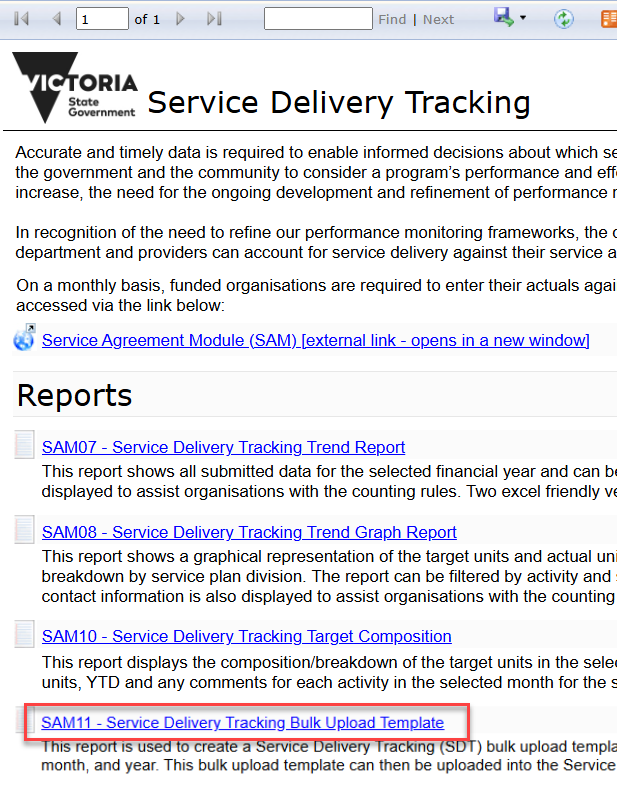 1 of 1 Find | Next
VICTORIA
State
Government
Service Delivery Tracking
Accurate and timely data is required to enable informed decisions about which se
the government and the community to consider a program's performance and effe
increase, the need for the ongoing development and refinement of performance
In recognition of the need to refine our performance monitoring frameworks, the
department and providers can account for service delivery against their service a
On a monthly basis, funded organisations are required to enter their actuals agai
accessed via the link below:
Service Agreement Module (SAM) [external link - opens in a new window]
Reports
SAM07 - Service Delivery Tracking Trend Report
This report shows all submitted data for the selected financial year and can be
displayed to assist organisations with the counting rules. Two excel friendly ve
SAM08 - Service Delivery Tracking Trend Graph Report
This report shows a graphical representation of the target units and actual uni
breakdown by service plan division. The report can be filtered by activity and
contact information is also displayed to assist organisations with the counting
SAM10 - Service Delivery Tracking Target Composition
This report displays the composition/breakdown of the target units in the sele
units, YTD and any comments for each activity in the selected month for the s
SAM11 - Service Delivery Tracking Bulk Upload Template
This report is used to create a Service Delivery Tracking (SDT) bulk upload templa
month, and year. This bulk upload template can then be uploaded into the Service